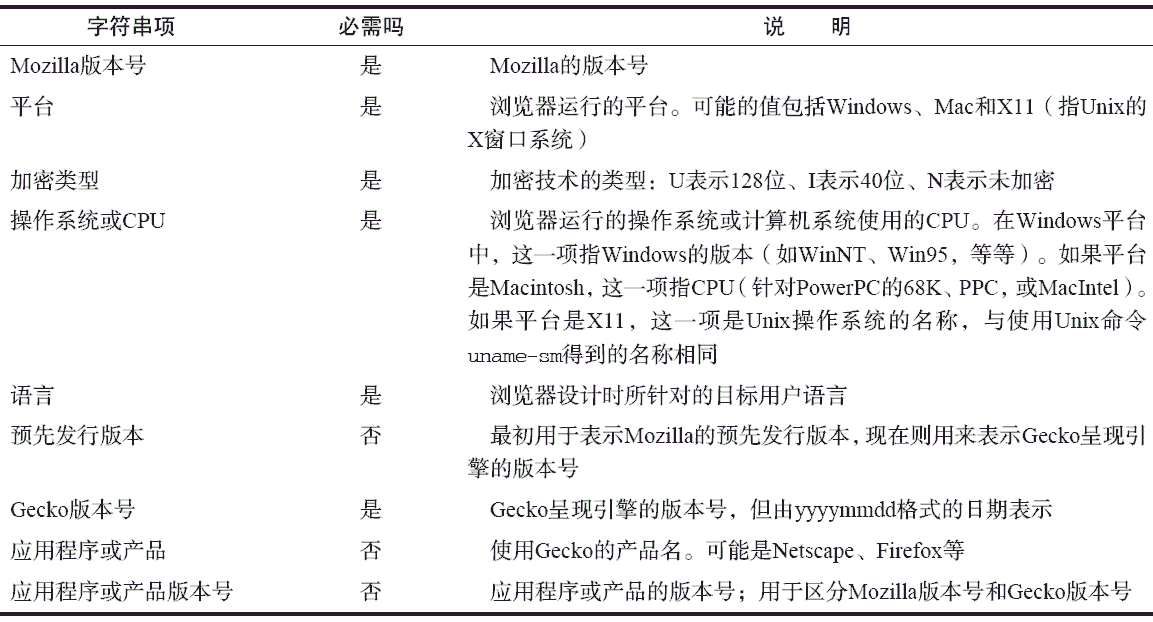 字符串项 必需吗 说 明
Mozilla版本号 是 Mozilla的版本号
平台 是 浏览器运行的平台。可能的值包括Windows、Mac和X11（指Unix的
X窗口系统）
加密类型 是 加密技术的类型：U表示128位、I表示40位、N表示未加密
操作系统或CPU 是 浏览器运行的操作系统或计算机系统使用的CPU。在Windows平台
中，这一项指Windows的版本（如WinNT、Win95，等等）。如果平台
是Macintosh，这一项指CPU（针对PowerPC的68K、PPC，或MacIntel）。
如果平台是X11，这一项是Unix操作系统的名称，与使用Unix命令
uname-sm得到的名称相同
语言 是 浏览器设计时所针对的目标用户语言
预先发行版本 否 最初用于表示Mozilla的预先发行版本，现在则用来表示Gecko呈现引
擎的版本号
Gecko版本号 是 Gecko呈现引擎的版本号，但由yyyymmdd格式的日期表示
应用程序或产品 否 使用Gecko的产品名。可能是Netscape、Firefox等
应用程序或产品版本号 否 应用程序或产品的版本号；用于区分Mozilla版本号和Gecko版本号